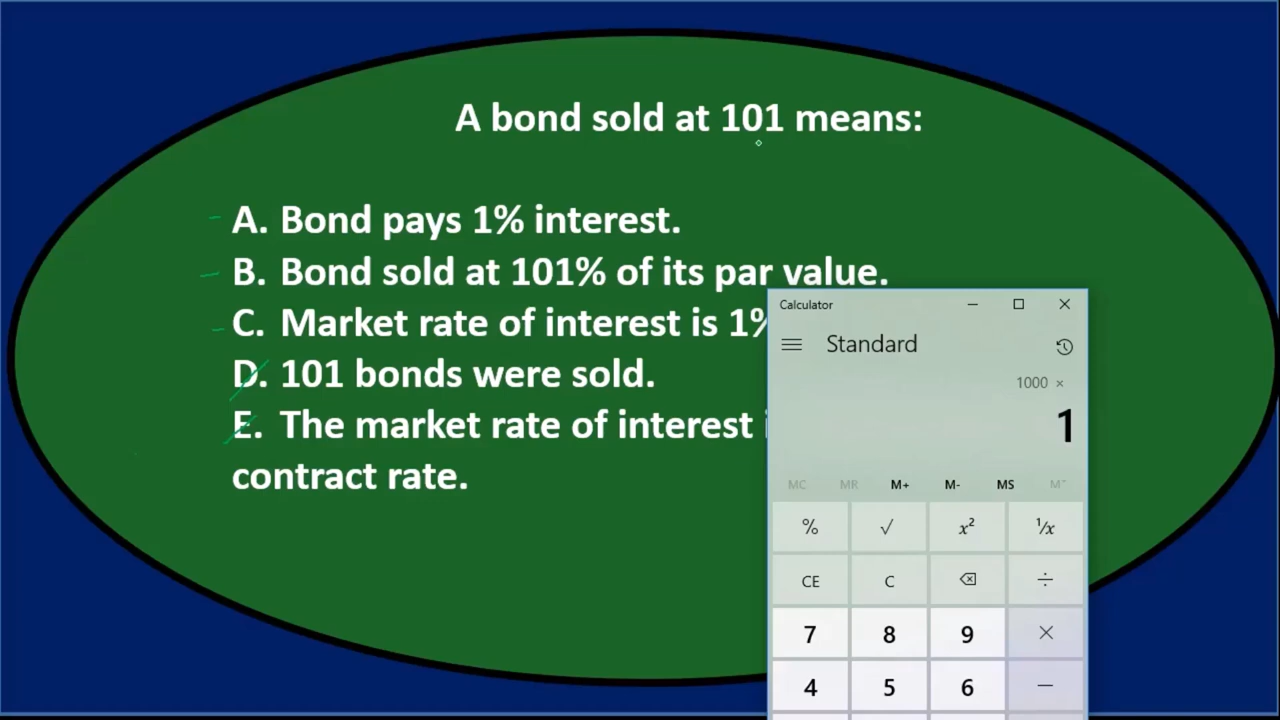 A bond sold at 101 means:
A. Bond pays 1% interest.
B. Bond sold at 101% of its par value.
C. Market rate of interest is 1%
D. 101 bonds were sold.
E. The market rate of interest
contract rate.
Calculator
Standard
1000 ×
1
MC MR M+ M- MS
% √ x² ¹/x
CE C ÷
7 8 9 ×
4 5 6 −